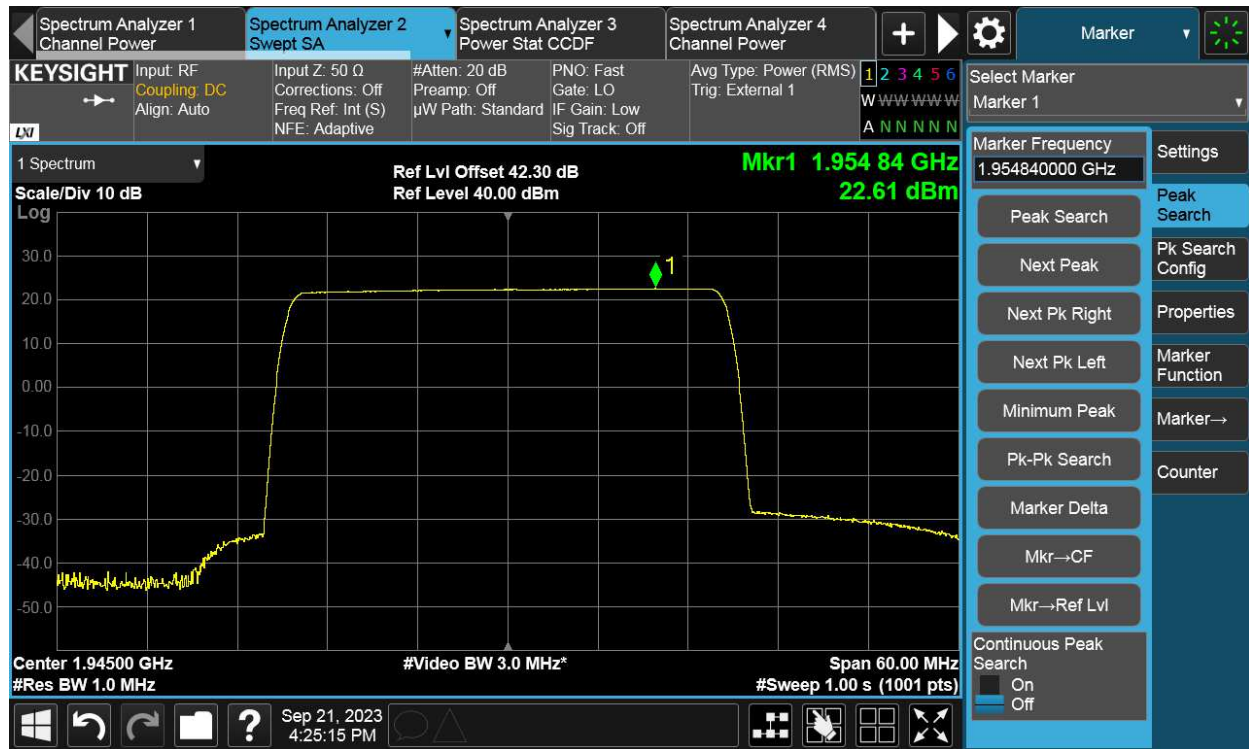 Spectrum Analyzer 1
Channel Power
Spectrum Analyzer 2
Swept SA
Spectrum Analyzer 3
Power Stat CCDF
Spectrum Analyzer 4
Channel Power
+
Marker
KEYSIGHT
LXI
Input: RF
Coupling: DC
Align: Auto
Input Z: 50 Ω
Corrections: Off
Freq Ref: Int (S)
NFE: Adaptive
#Atten: 20 dB
Preamp: Off
µW Path: Standard
PNO: Fast
Gate: LO
IF Gain: Low
Sig Track: Off
Avg Type: Power (RMS)
Trig: External 1
1 2 3 4 5 6
W W W W W W
A N N N N N
Select Marker
Marker 1
1 Spectrum
Scale/Div 10 dB
Log
Ref Lvl Offset 42.30 dB
Ref Level 40.00 dBm
Mkr1 1.954 84 GHz
22.61 dBm
30.0
20.0
10.0
0.00
-10.0
-20.0
-30.0
-40.0
-50.0
1
Center 1.94500 GHz
#Res BW 1.0 MHz
#Video BW 3.0 MHz*
Span 60.00 MHz
#Sweep 1.00 s (1001 pts)
Marker Frequency
1.954840000 GHz
Peak Search
Next Peak
Next Pk Right
Next Pk Left
Minimum Peak
Pk-Pk Search
Marker Delta
Mkr→CF
Mkr→Ref Lvl
Continuous Peak
Search
On
Off
Settings
Peak
Search
Pk Search
Config
Properties
Marker
Function
Marker→
Counter
?
Sep 21, 2023
4:25:15 PM